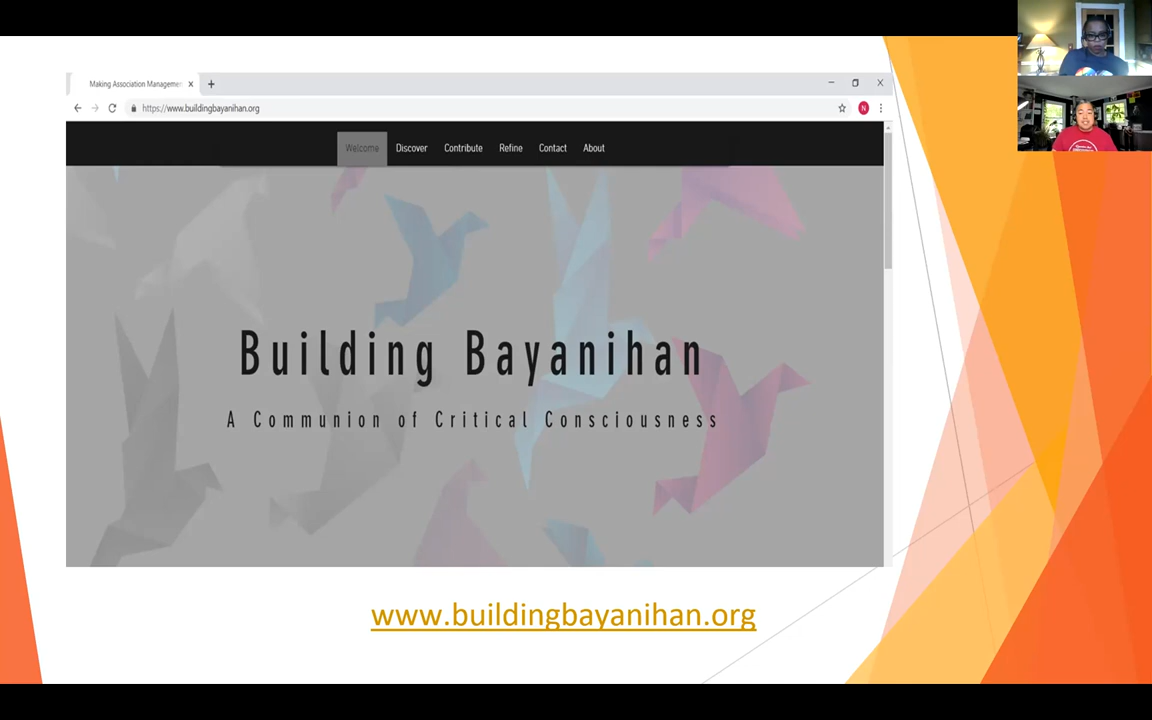 Making Association Managemen
https://www.buildingbayanihan.org
N
Welcome Discover Contribute Refine Contact About
Building Bayanihan
A Communion of Critical Consciousness
www.buildingbayanihan.org